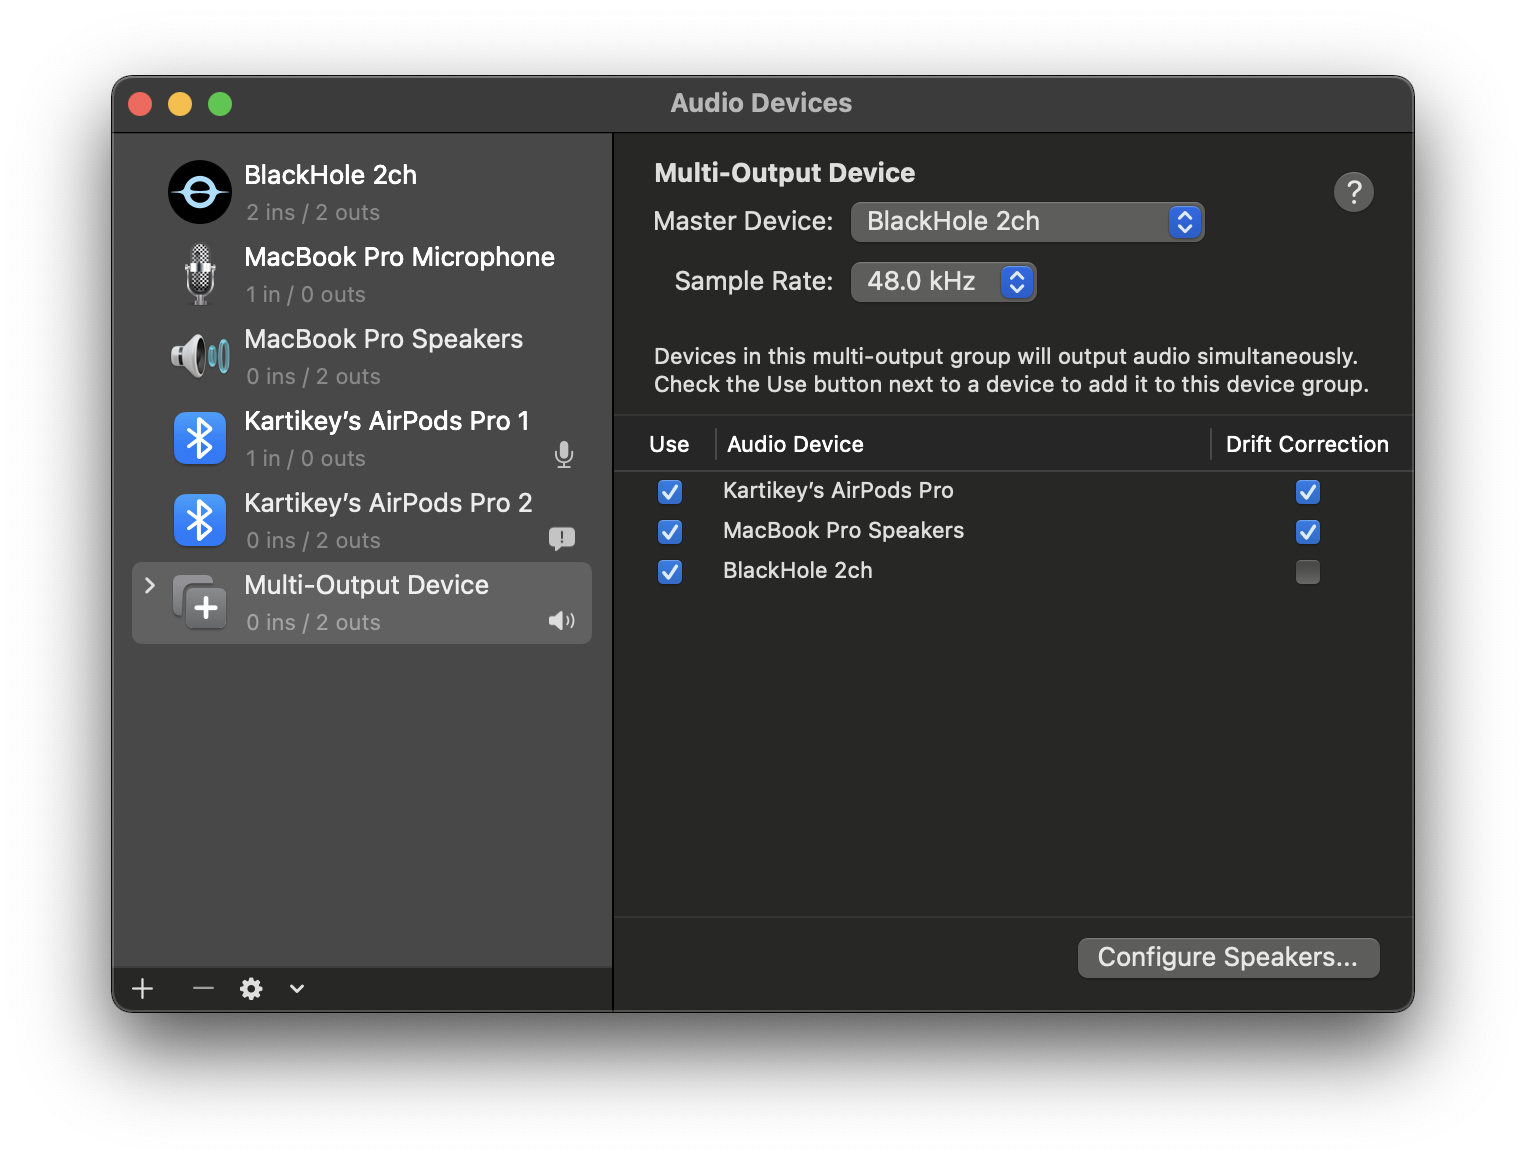 Audio Devices
BlackHole 2ch
2 ins / 2 outs
MacBook Pro Microphone
1 in / 0 outs
MacBook Pro Speakers
0 ins / 2 outs
Kartikey’s AirPods Pro 1
1 in / 0 outs
Kartikey’s AirPods Pro 2
0 ins / 2 outs
Multi-Output Device
0 ins / 2 outs
Multi-Output Device
?
Master Device: BlackHole 2ch
Sample Rate: 48.0 kHz
Devices in this multi-output group will output audio simultaneously.
Check the Use button next to a device to add it to this device group.
Use Audio Device Drift Correction
Kartikey’s AirPods Pro
MacBook Pro Speakers
BlackHole 2ch
Configure Speakers...